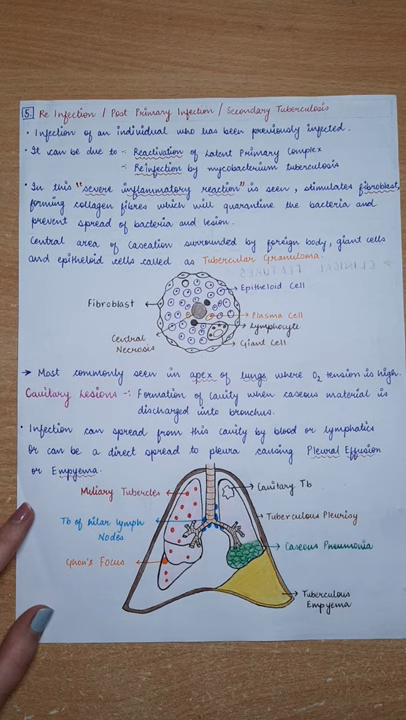 5. Re Infection / Post Primary Infection / Secondary Tuberculosis
• Infection of an individual who has been previously infected.
• It can be due to -: Reactivation of Latent Primary Complex
-: ReInfection by mycobacterium tuberculosis
• In this "severe inflammatory reaction" is seen, stimulates fibroblast,
forming collagen fibres which will quarantine the bacteria and
prevent spread of bacteria and lesion.
Central area of caseation surrounded by foreign body, giant cells
and epitheloid cells called as Tubercular Granuloma.
Epitheloid Cell
Fibroblast
Plasma Cell
Lymphocyte
Central
Necrosis
Giant Cell
→ Most commonly seen in apex of lungs where O2 tension is high.
Cavitary Lesions -: Formation of cavity when caseous material is
discharged into bronchus.
• Infection can spread from this cavity by blood or lymphatics
or can be a direct spread to pleura causing Pleural Effusion
or Empyema.
Miliary Tubercles
Cavitary Tb
Tb of hilar lymph
Nodes
Tuberculous Pleurisy
Caseous Pneumonia
Ghon's Focus
Tuberculous
Empyema